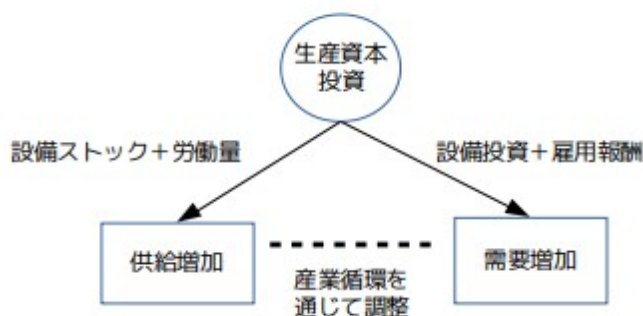 生産資本
投資
設備ストック＋労働量
設備投資＋雇用報酬
供給増加
需要増加
産業循環を
通じて調整